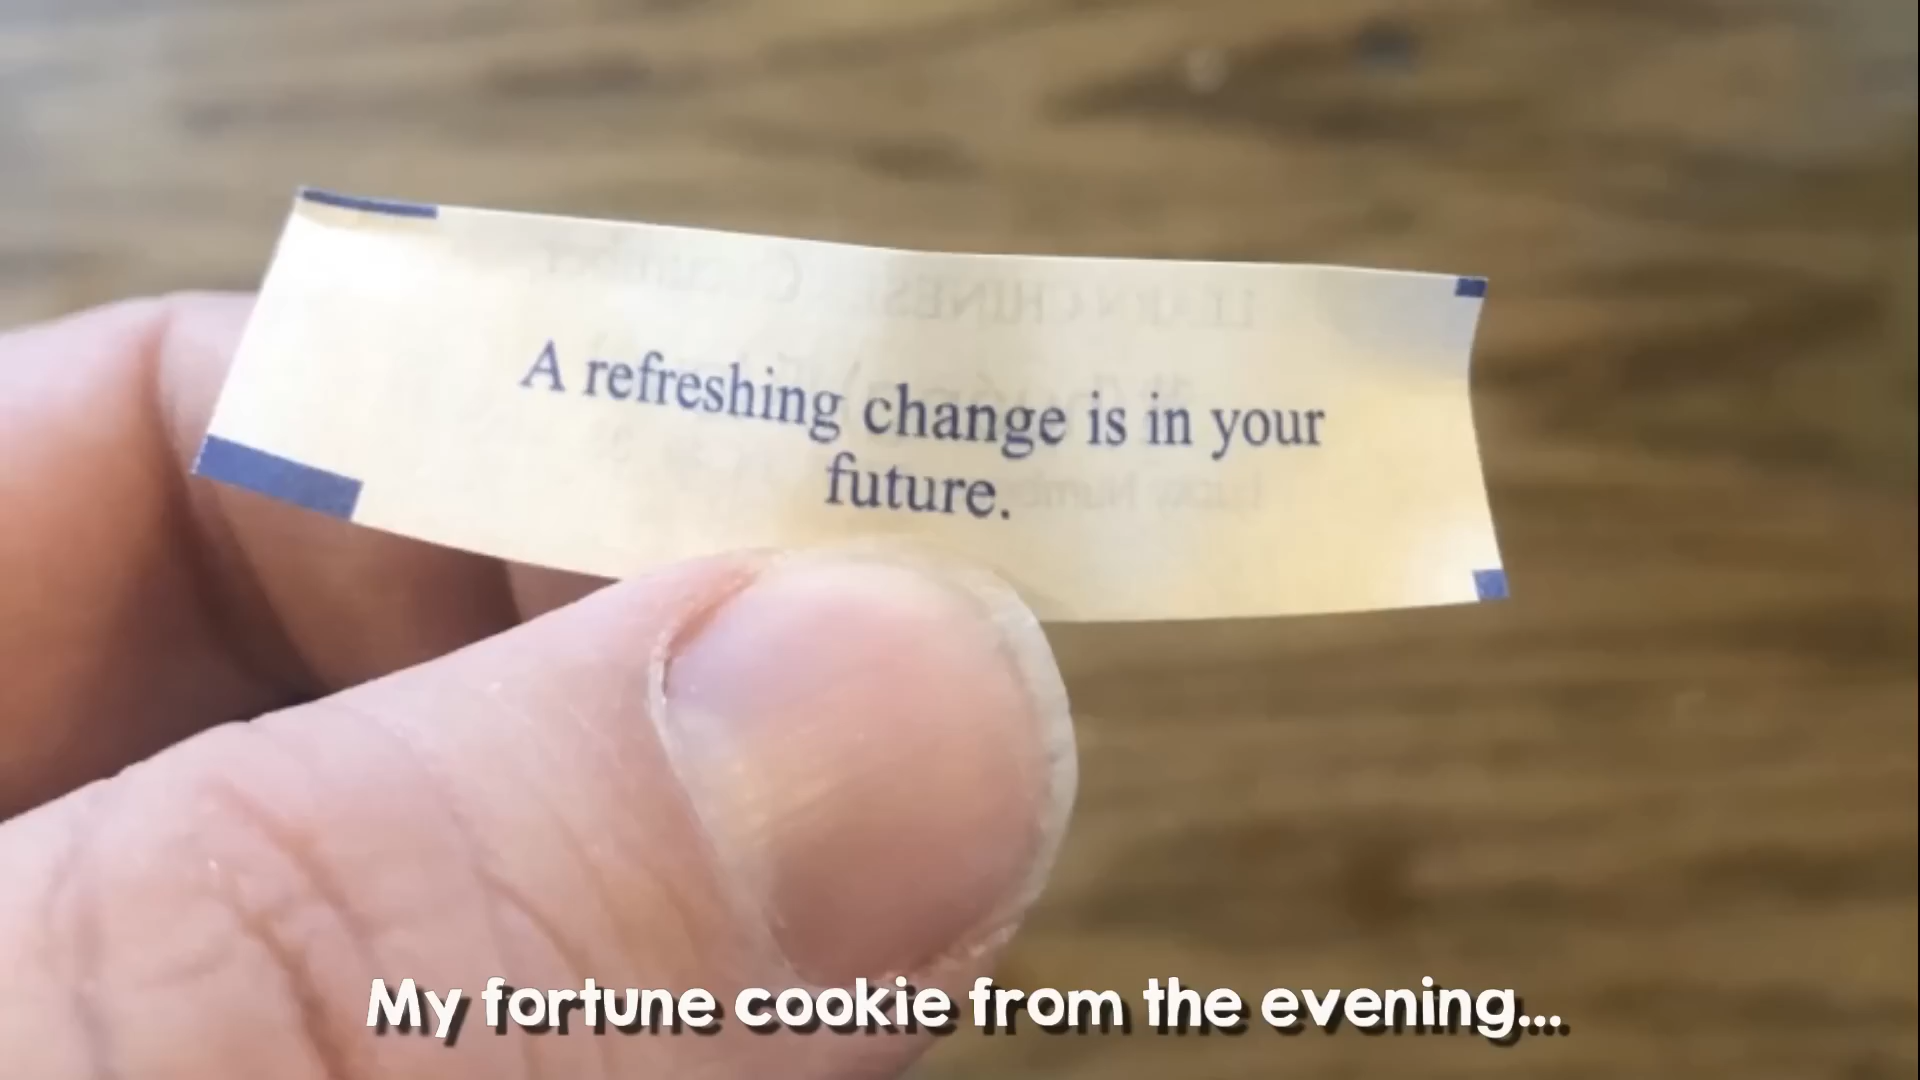 A refreshing change is in your
future.
My fortune cookie from the evening...